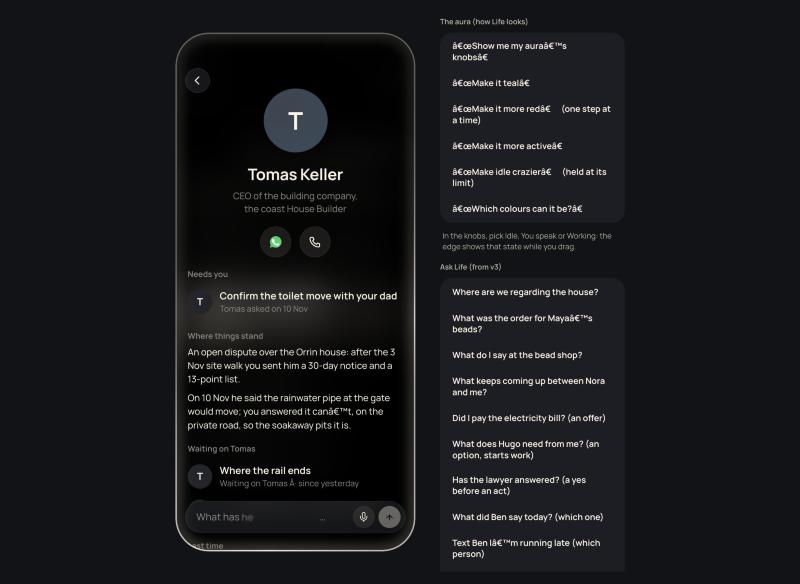 T
Tomas Keller
CEO of the building company,
the coast House Builder
Needs you
T
Confirm the toilet move with your dad
Tomas asked on 10 Nov
Where things stand
An open dispute over the Orrin house: after the 3
Nov site walk you sent him a 30-day notice and a
13-point list.
On 10 Nov he said the rainwater pipe at the gate
would move; you answered it canâ€™t, on the
private road, so the soakaway pits it is.
Waiting on Tomas
T
Where the rail ends
Waiting on Tomas Â· since yesterday
What has he ...
time
The aura (how Life looks)
â€œShow me my auraâ€™s
knobsâ€
â€œMake it tealâ€
â€œMake it more redâ€ (one step at
a time)
â€œMake it more activeâ€
â€œMake idle crazierâ€ (held at its
limit)
â€œWhich colours can it be?â€
In the knobs, pick Idle, You speak or Working: the
edge shows that state while you drag.
Ask Life (from v3)
Where are we regarding the house?
What was the order for Mayaâ€™s
beads?
What do I say at the bead shop?
What keeps coming up between Nora
and me?
Did I pay the electricity bill? (an offer)
What does Hugo need from me? (an
option, starts work)
Has the lawyer answered? (a yes
before an act)
What did Ben say today? (which one)
Text Ben Iâ€™m running late (which
person)